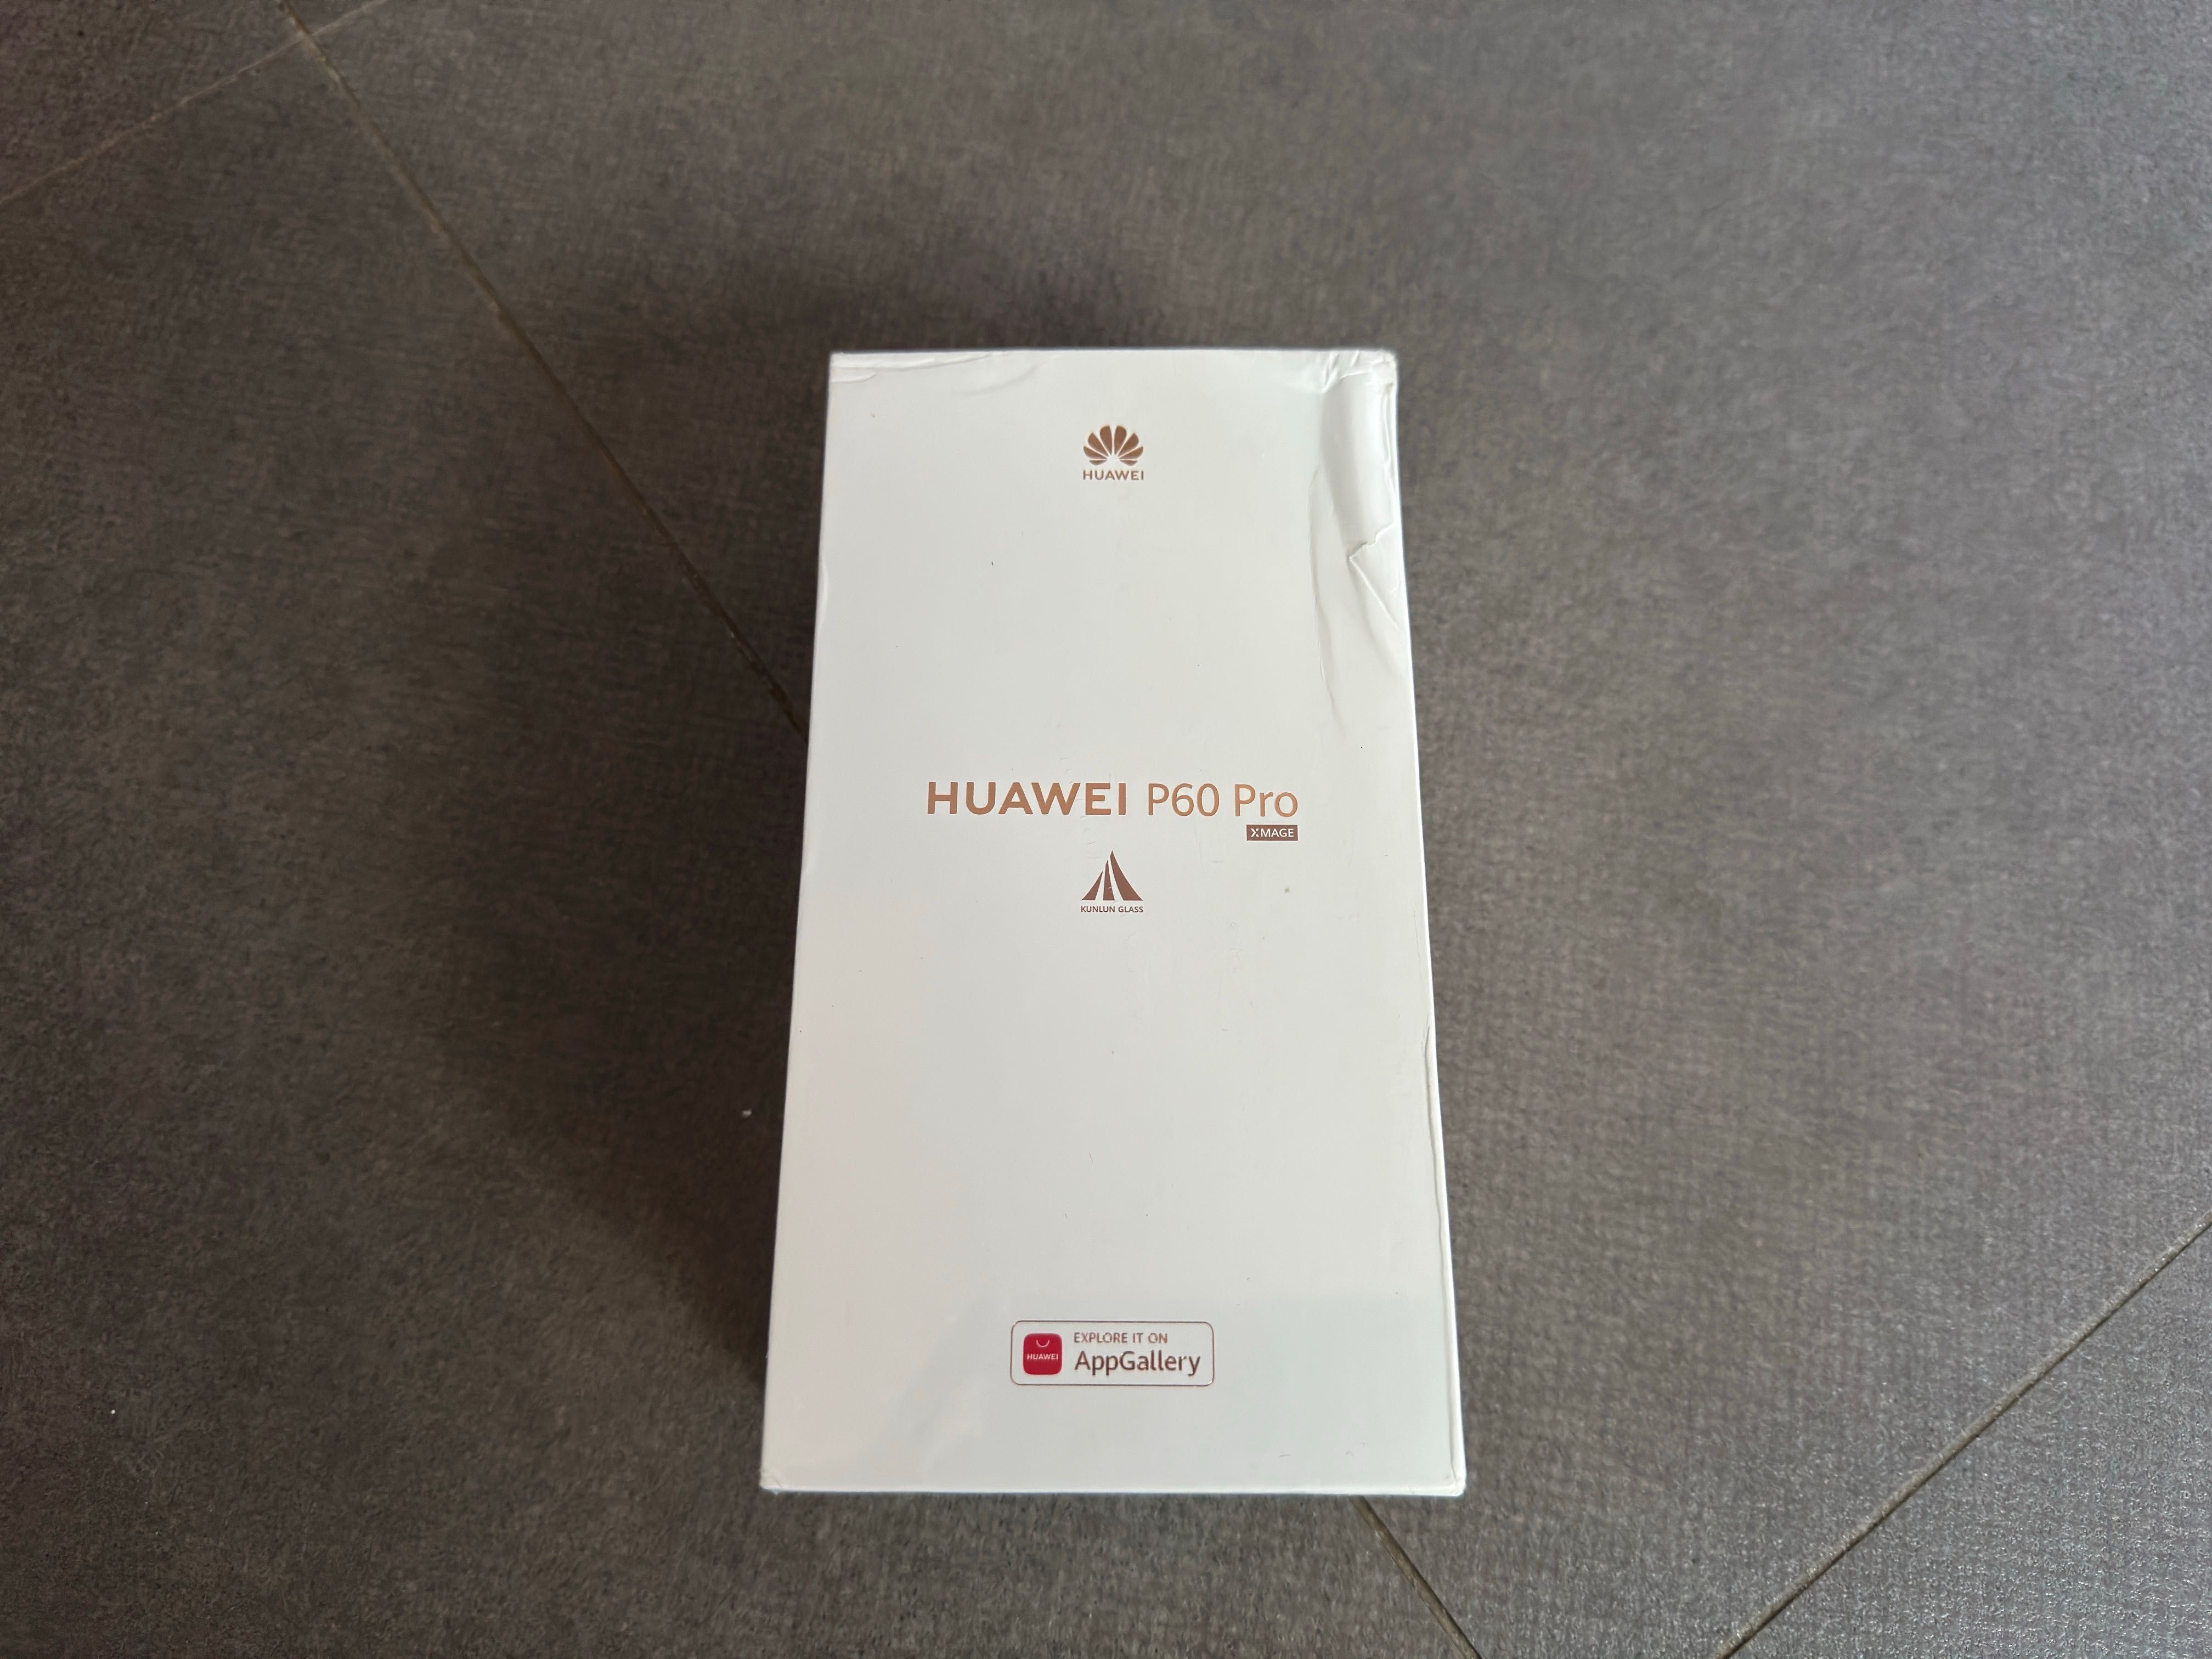 HUAWEI
HUAWEI P60 Pro
XMAGE
KUNLUN GLASS
EXPLORE IT ON
HUAWEI
AppGallery